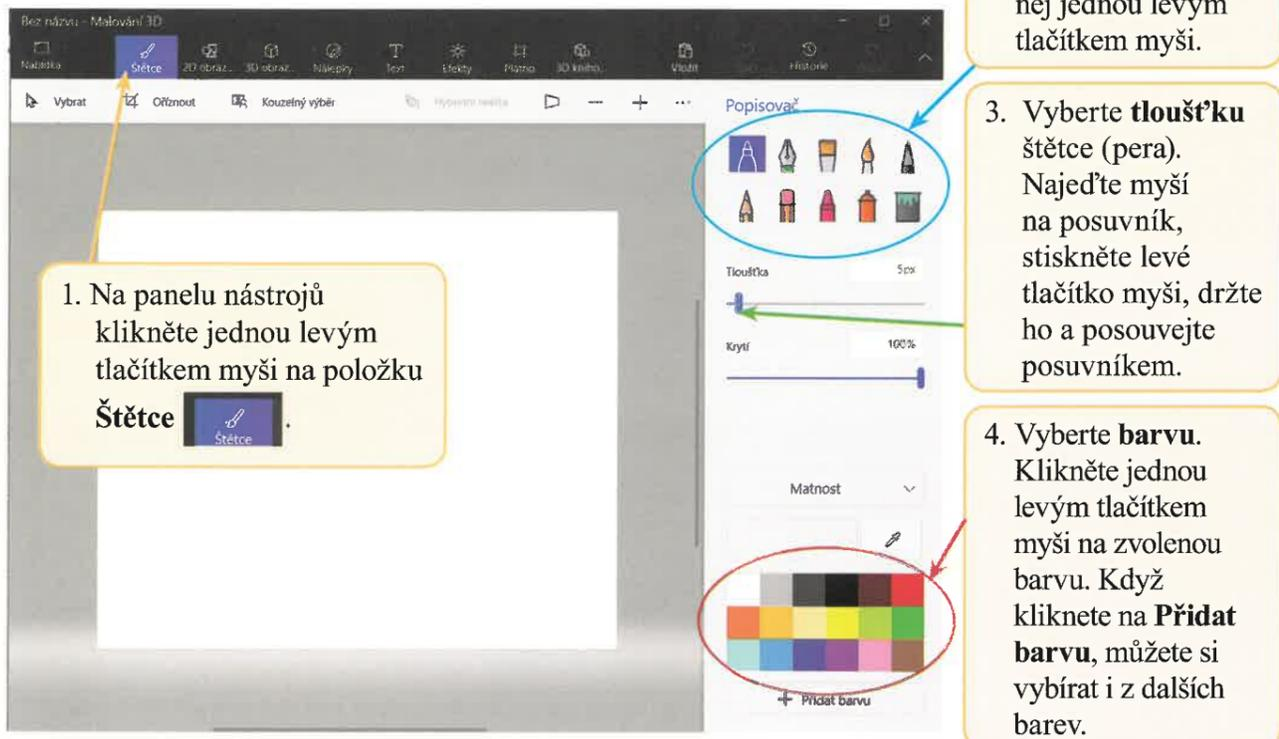 něj jednou levým
tlačítkem myši.
Bez názvu - Malování 3D
Nabídka Štětce 2D obraz... 3D obraz... Nálepky Text Efekty Plátno 3D kniho... Vložit Historie
Vybrat Oříznout Kouzelný výběr
Popisovač
Tloušťka 5px
Krytí 100%
Matnost
+ Přidat barvu
1. Na panelu nástrojů
klikněte jednou levým
tlačítkem myši na položku
Štětce Štětce .
3. Vyberte tloušťku
štětce (pera).
Najeďte myší
na posuvník,
stiskněte levé
tlačítko myši, držte
ho a posouvejte
posuvníkem.
4. Vyberte barvu.
Klikněte jednou
levým tlačítkem
myši na zvolenou
barvu. Když
kliknete na Přidat
barvu, můžete si
vybírat i z dalších
barev.